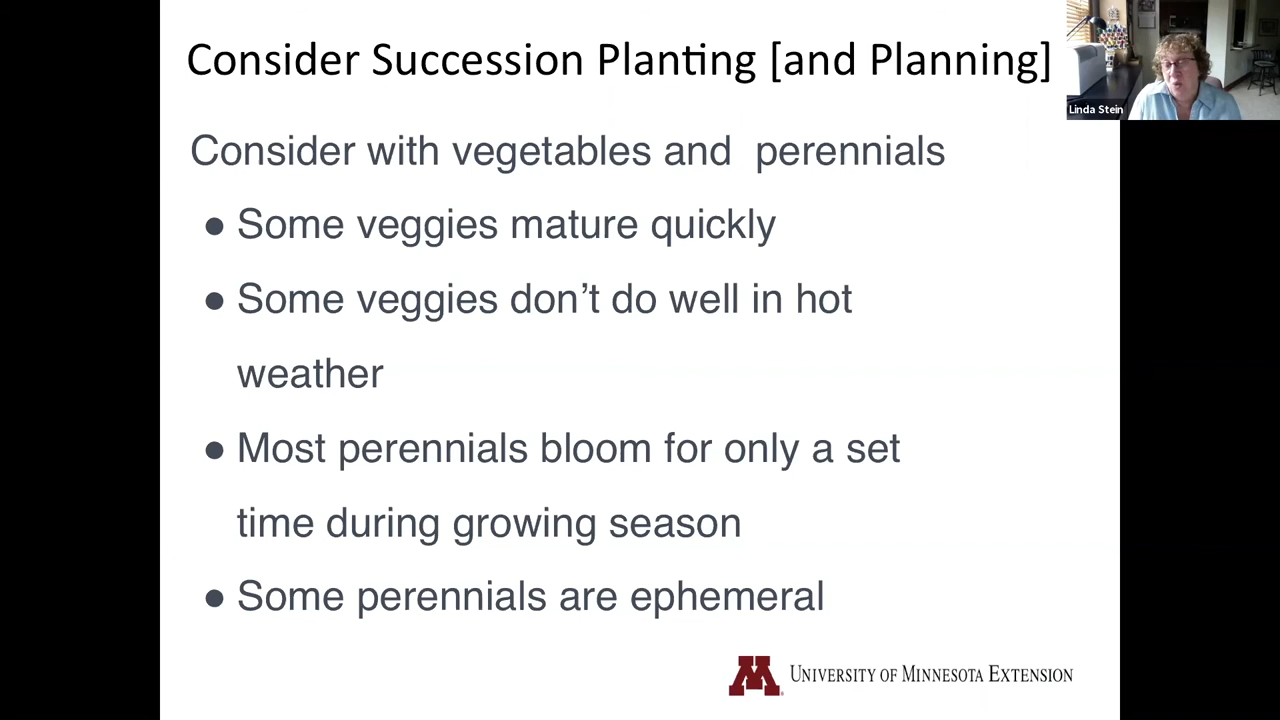 Consider Succession Planting [and Planning]
Linda Stein
Consider with vegetables and  perennials
● Some veggies mature quickly
● Some veggies don’t do well in hot
weather
● Most perennials bloom for only a set
time during growing season
● Some perennials are ephemeral
M UNIVERSITY OF MINNESOTA EXTENSION